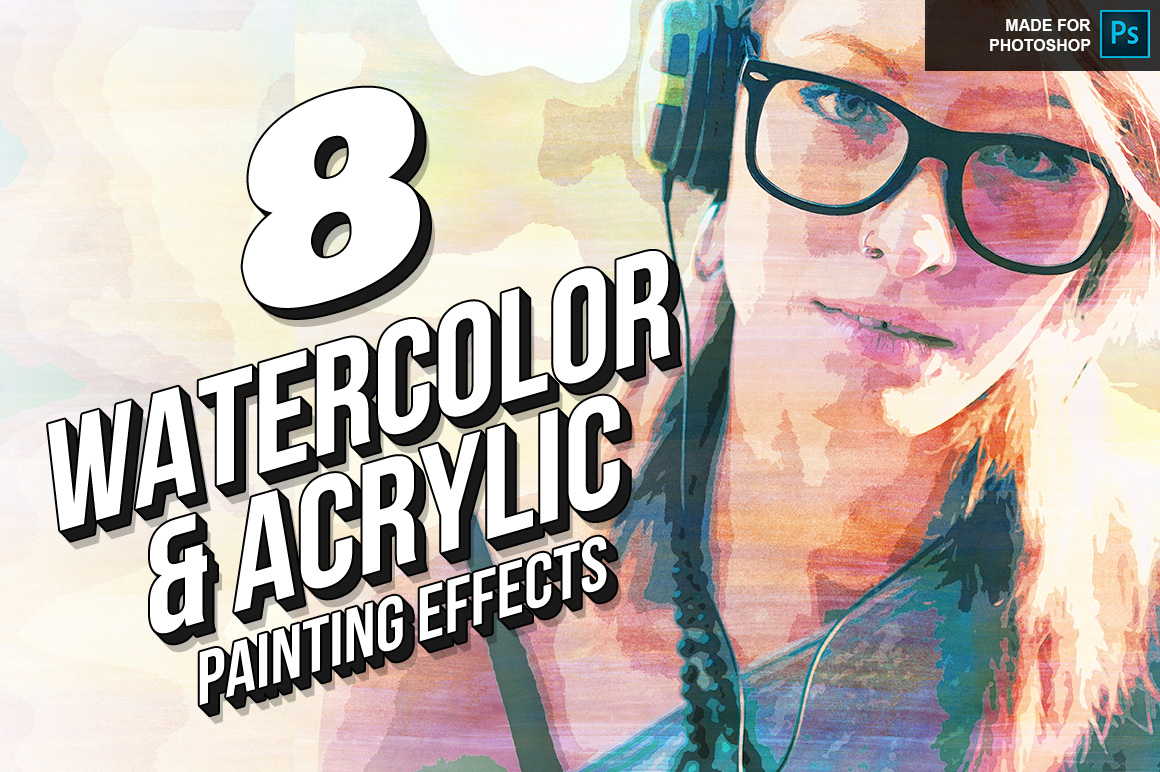 MADE FOR
PHOTOSHOP
Ps
8
WATERCOLOR
& ACRYLIC
PAINTING EFFECTS